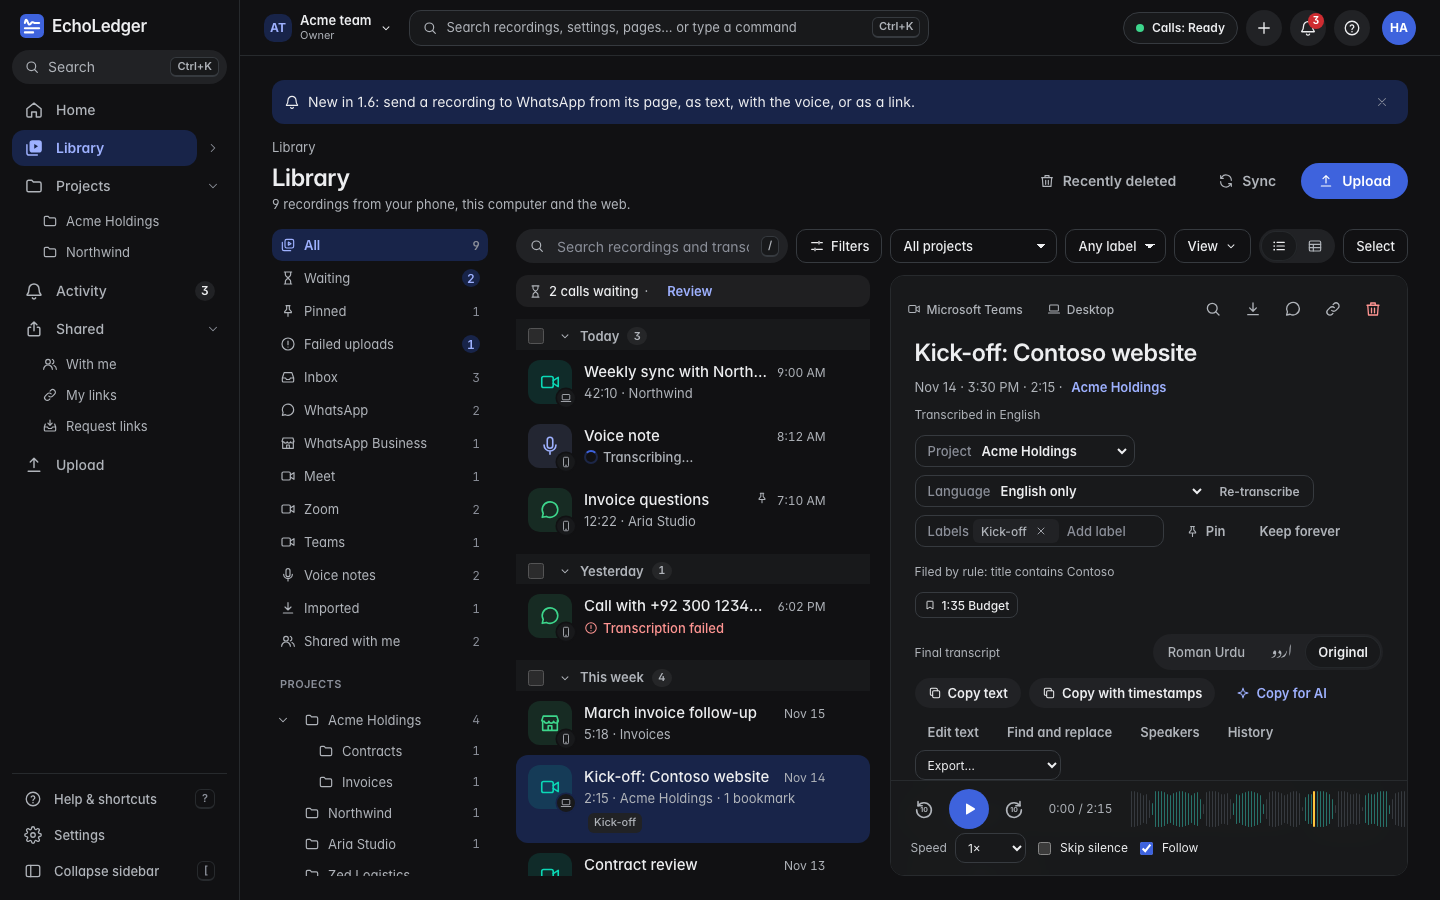 EchoLedger
Search Ctrl+K
Home
Library
Projects
Acme Holdings
Northwind
Activity 3
Shared
With me
My links
Request links
Upload
Help & shortcuts ?
Settings
Collapse sidebar [
AT Acme team
Owner
Search recordings, settings, pages... or type a command Ctrl+K
Calls: Ready
3
HA
New in 1.6: send a recording to WhatsApp from its page, as text, with the voice, or as a link.
Library
Library
9 recordings from your phone, this computer and the web.
Recently deleted
Sync
Upload
All 9
Waiting 2
Pinned 1
Failed uploads 1
Inbox 3
WhatsApp 2
WhatsApp Business 1
Meet 1
Zoom 2
Teams 1
Voice notes 2
Imported 1
Shared with me 2
PROJECTS
Acme Holdings 4
Contracts 1
Invoices 1
Northwind 1
Aria Studio 1
Zed Logistics
Search recordings and transc /
Filters
All projects
Any label
View
Select
2 calls waiting · Review
Today 3
Weekly sync with North... 9:00 AM
42:10 · Northwind
Voice note 8:12 AM
Transcribing...
Invoice questions 7:10 AM
12:22 · Aria Studio
Yesterday 1
Call with +92 300 1234... 6:02 PM
Transcription failed
This week 4
March invoice follow-up Nov 15
5:18 · Invoices
Kick-off: Contoso website Nov 14
2:15 · Acme Holdings · 1 bookmark
Kick-off
Contract review Nov 13
Microsoft Teams Desktop
Kick-off: Contoso website
Nov 14 · 3:30 PM · 2:15 · Acme Holdings
Transcribed in English
Project Acme Holdings
Language English only Re-transcribe
Labels Kick-off × Add label Pin Keep forever
Filed by rule: title contains Contoso
1:35 Budget
Final transcript Roman Urdu اردو Original
Copy text Copy with timestamps Copy for AI
Edit text Find and replace Speakers History
Export...
10 10 0:00 / 2:15
Speed 1× Skip silence Follow